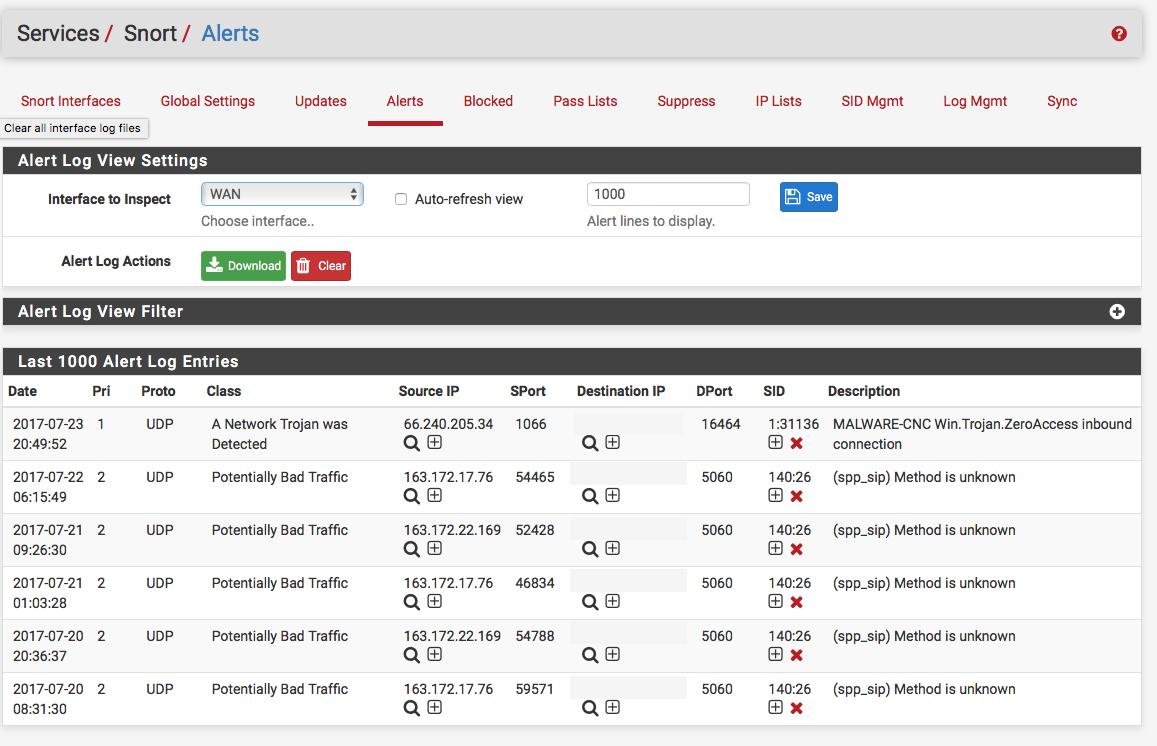 Services / Snort / Alerts
Snort Interfaces Global Settings Updates Alerts Blocked Pass Lists Suppress IP Lists SID Mgmt Log Mgmt Sync
Clear all interface log files
Alert Log View Settings
Interface to Inspect WAN Auto-refresh view 1000 Save
Choose interface.. Alert lines to display.
Alert Log Actions Download Clear
Alert Log View Filter
Last 1000 Alert Log Entries
Date Pri Proto Class Source IP SPort Destination IP DPort SID Description
2017-07-23 1 UDP A Network Trojan was 66.240.205.34 1066 16464 1:31136 MALWARE-CNC Win.Trojan.ZeroAccess inbound
20:49:52 Detected connection
2017-07-22 2 UDP Potentially Bad Traffic 163.172.17.76 54465 5060 140:26 (spp_sip) Method is unknown
06:15:49
2017-07-21 2 UDP Potentially Bad Traffic 163.172.22.169 52428 5060 140:26 (spp_sip) Method is unknown
09:26:30
2017-07-21 2 UDP Potentially Bad Traffic 163.172.17.76 46834 5060 140:26 (spp_sip) Method is unknown
01:03:28
2017-07-20 2 UDP Potentially Bad Traffic 163.172.22.169 54788 5060 140:26 (spp_sip) Method is unknown
20:36:37
2017-07-20 2 UDP Potentially Bad Traffic 163.172.17.76 59571 5060 140:26 (spp_sip) Method is unknown
08:31:30